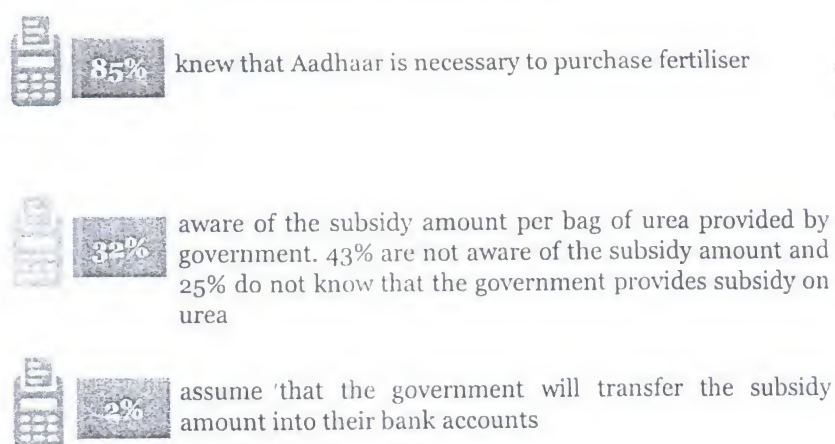 85% knew that Aadhaar is necessary to purchase fertiliser
aware of the subsidy amount per bag of urea provided by
32% government. 43% are not aware of the subsidy amount and
25% do not know that the government provides subsidy on
urea
assume 'that the government will transfer the subsidy
2% amount into their bank accounts